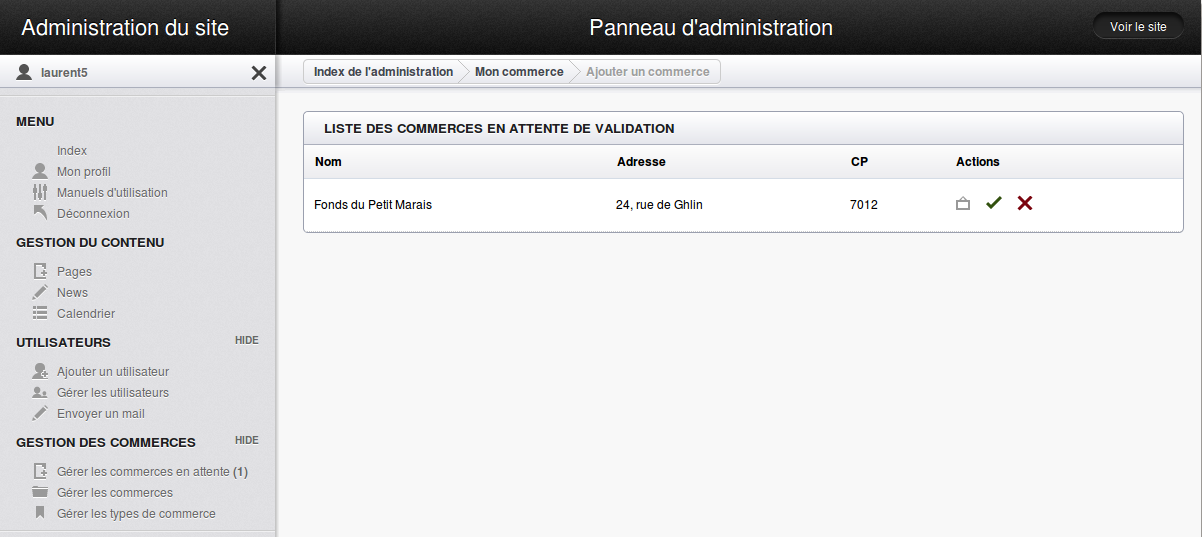 Administration du site
Panneau d'administration
Voir le site
laurent5
Index de l'administration Mon commerce Ajouter un commerce
MENU
Index
Mon profil
Manuels d'utilisation
Déconnexion
GESTION DU CONTENU
Pages
News
Calendrier
UTILISATEURS HIDE
Ajouter un utilisateur
Gérer les utilisateurs
Envoyer un mail
GESTION DES COMMERCES HIDE
Gérer les commerces en attente (1)
Gérer les commerces
Gérer les types de commerce
LISTE DES COMMERCES EN ATTENTE DE VALIDATION
Nom Adresse CP Actions
Fonds du Petit Marais 24, rue de Ghlin 7012